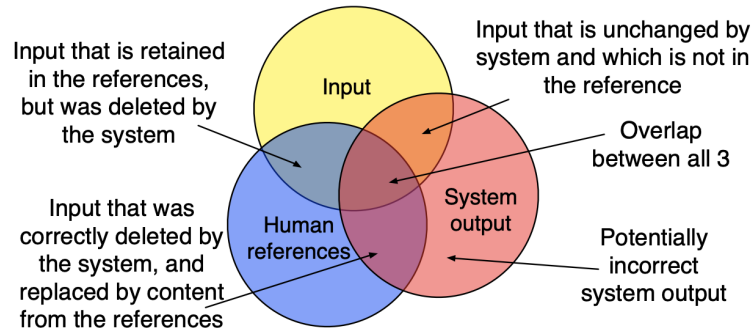 Input that is retained
in the references,
but was deleted by
the system
Input
Input that is unchanged by
system and which is not in
the reference
Overlap
between all 3
System
output
Human
references
Input that was
correctly deleted by
the system, and
replaced by content
from the references
Potentially
incorrect
system output